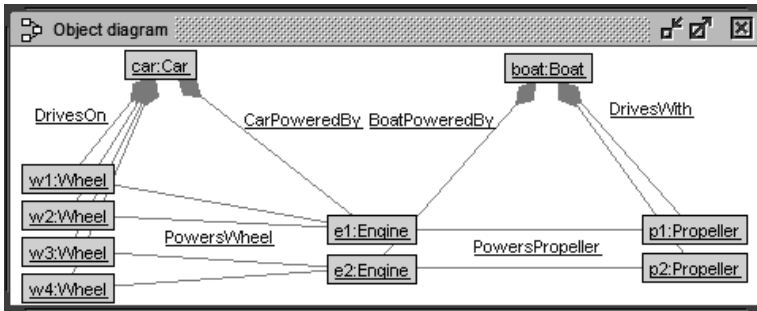 Object diagram
car:Car
boat:Boat
DrivesOn
CarPoweredBy
BoatPoweredBy
DrivesWith
w1:Wheel
w2:Wheel
w3:Wheel
w4:Wheel
PowersWheel
e1:Engine
e2:Engine
PowersPropeller
p1:Propeller
p2:Propeller